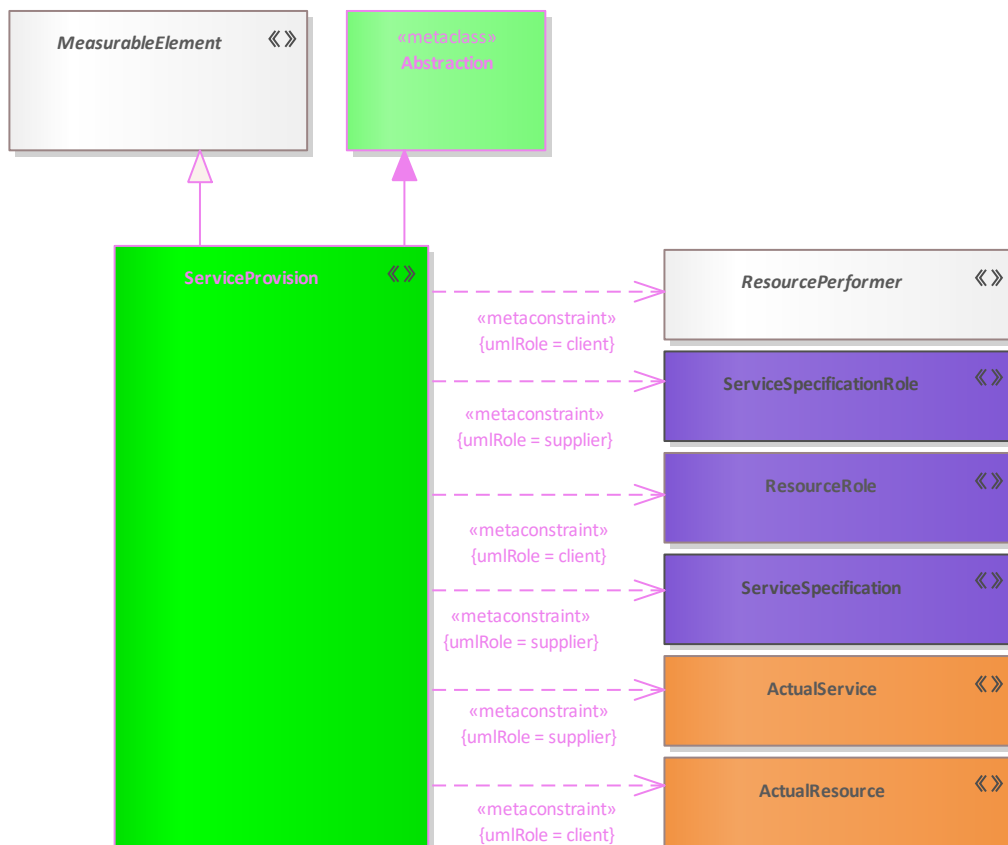 MeasurableElement
«metaclass»
Abstraction
ServiceProvision
ResourcePerformer
«metaconstraint»
{umlRole = client}
ServiceSpecificationRole
«metaconstraint»
{umlRole = supplier}
ResourceRole
«metaconstraint»
{umlRole = client}
ServiceSpecification
«metaconstraint»
{umlRole = supplier}
ActualService
«metaconstraint»
{umlRole = supplier}
ActualResource
«metaconstraint»
{umlRole = client}